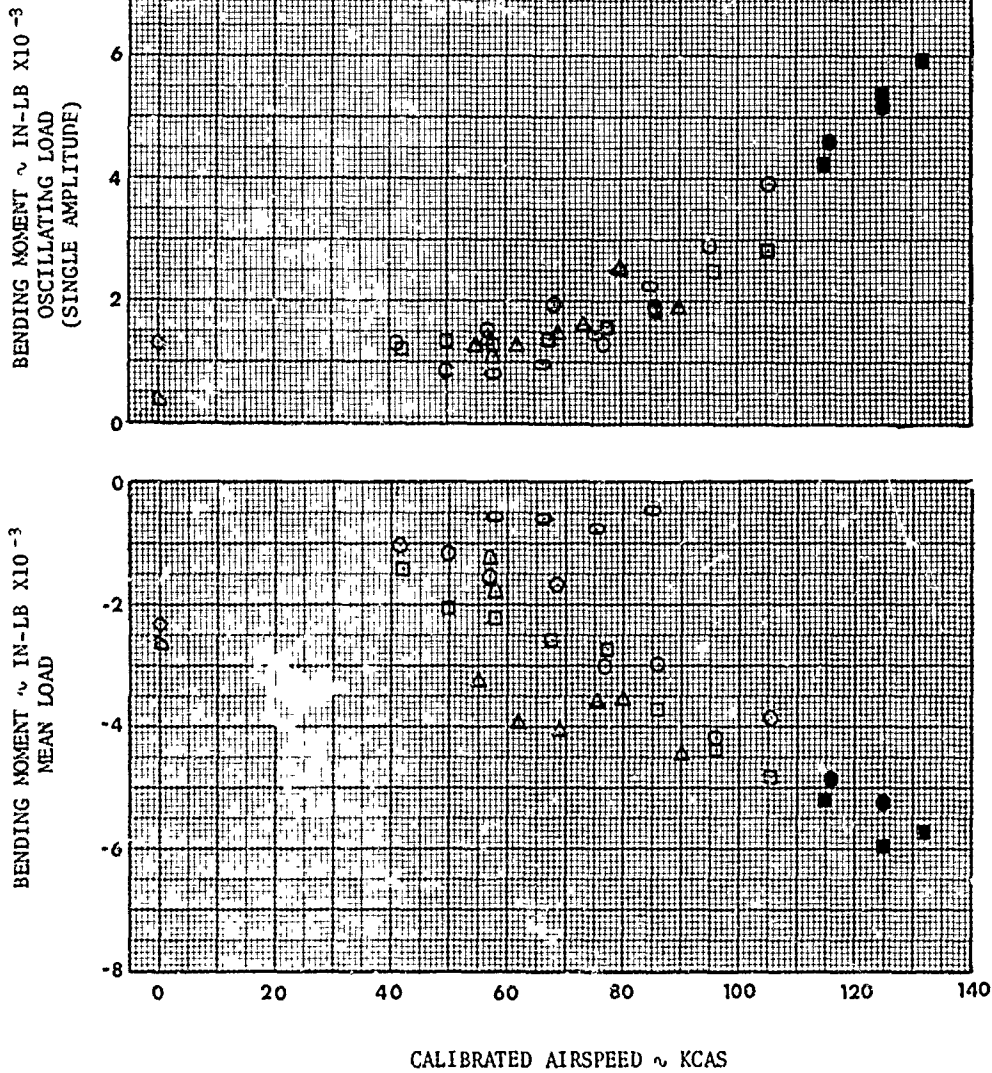 BENDING MOMENT ~ IN-LB X10⁻³
OSCILLATING LOAD
(SINGLE AMPLITUDE)
6
4
2
0
BENDING MOMENT ~ IN-LB X10⁻³
MEAN LOAD
0
-2
-4
-6
-8
0 20 40 60 80 100 120 140
CALIBRATED AIRSPEED ~ KCAS